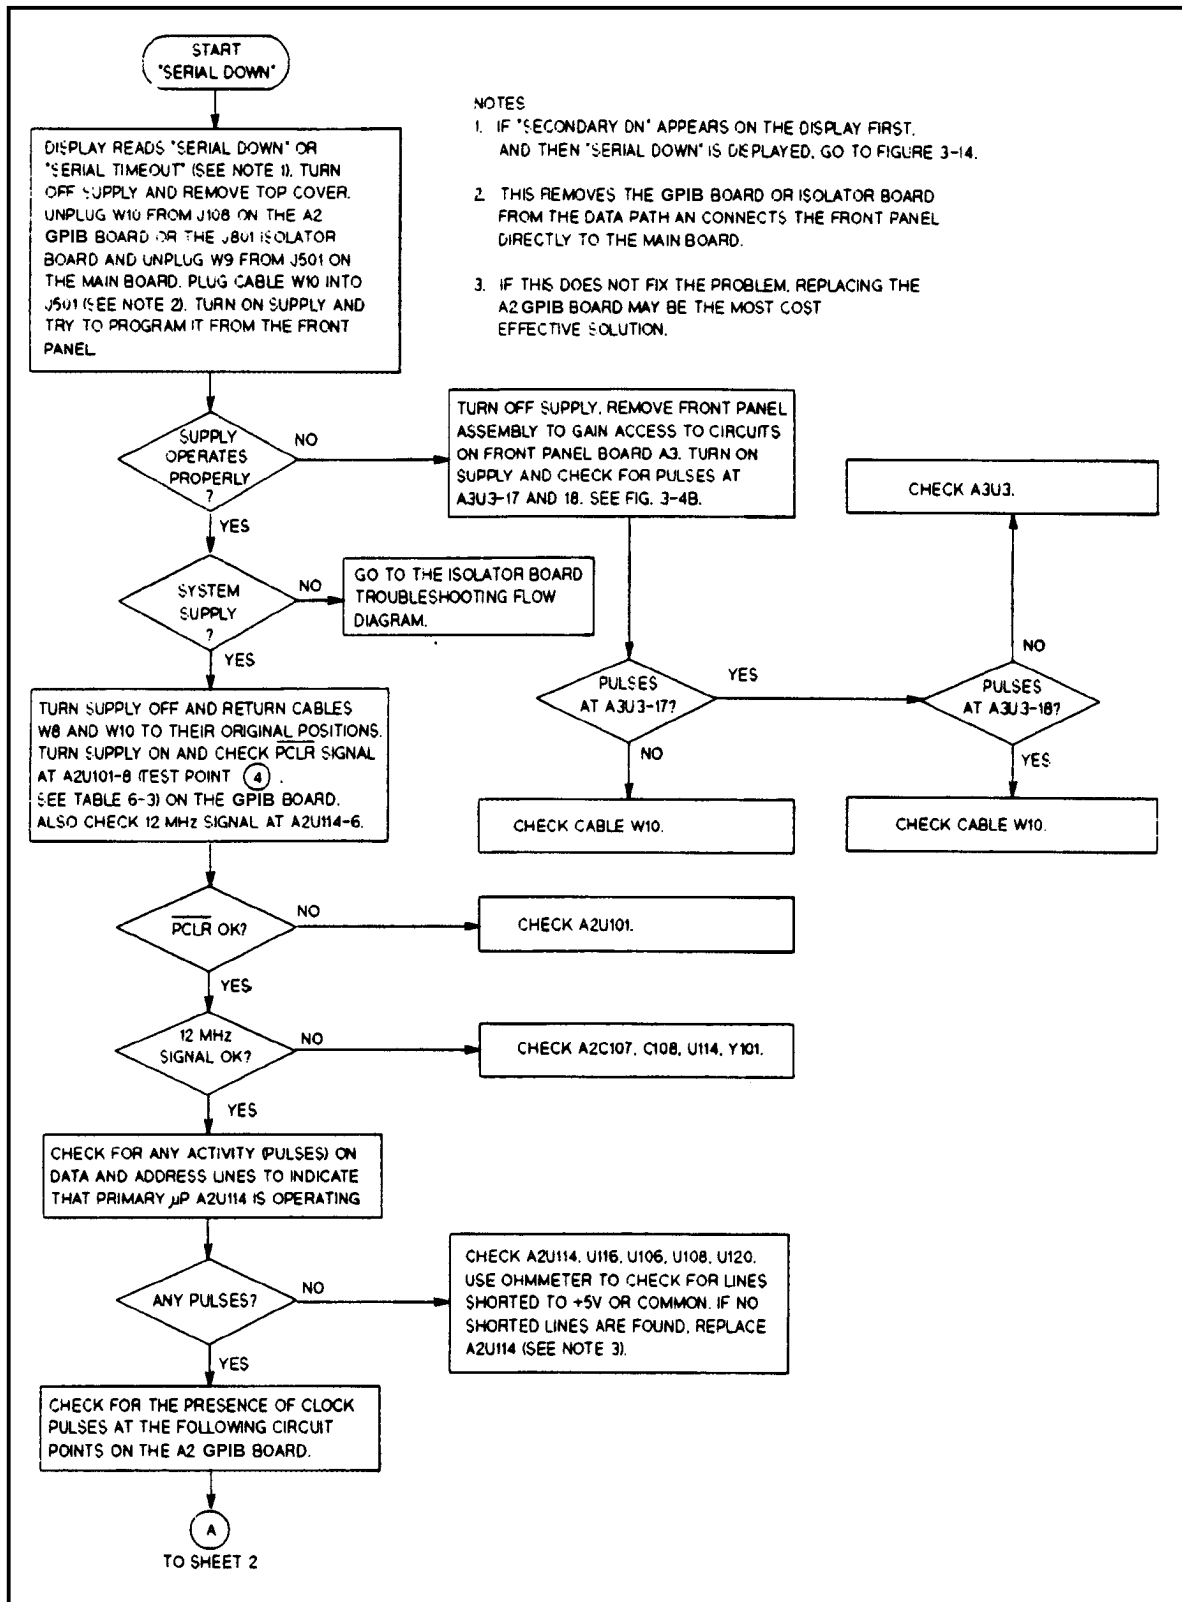 START
"SERIAL DOWN"
DISPLAY READS "SERIAL DOWN" OR
"SERIAL TIMEOUT" (SEE NOTE 1). TURN
OFF SUPPLY AND REMOVE TOP COVER.
UNPLUG W10 FROM J108 ON THE A2
GPIB BOARD OR THE J801 ISOLATOR
BOARD AND UNPLUG W9 FROM J501 ON
THE MAIN BOARD. PLUG CABLE W10 INTO
J501 (SEE NOTE 2). TURN ON SUPPLY AND
TRY TO PROGRAM IT FROM THE FRONT
PANEL
NOTES
1. IF "SECONDARY DN" APPEARS ON THE DISPLAY FIRST,
AND THEN "SERIAL DOWN" IS DISPLAYED, GO TO FIGURE 3-14.
2. THIS REMOVES THE GPIB BOARD OR ISOLATOR BOARD
FROM THE DATA PATH AN CONNECTS THE FRONT PANEL
DIRECTLY TO THE MAIN BOARD.
3. IF THIS DOES NOT FIX THE PROBLEM, REPLACING THE
A2 GPIB BOARD MAY BE THE MOST COST
EFFECTIVE SOLUTION.
SUPPLY
OPERATES
PROPERLY
?
NO
YES
TURN OFF SUPPLY, REMOVE FRONT PANEL
ASSEMBLY TO GAIN ACCESS TO CIRCUITS
ON FRONT PANEL BOARD A3. TURN ON
SUPPLY AND CHECK FOR PULSES AT
A3U3-17 AND 18. SEE FIG. 3-4B.
CHECK A3U3.
SYSTEM
SUPPLY
?
NO
YES
GO TO THE ISOLATOR BOARD
TROUBLESHOOTING FLOW
DIAGRAM.
PULSES
AT A3U3-17?
YES
NO
PULSES
AT A3U3-18?
NO
YES
CHECK CABLE W10.
CHECK CABLE W10.
TURN SUPPLY OFF AND RETURN CABLES
W8 AND W10 TO THEIR ORIGINAL POSITIONS.
TURN SUPPLY ON AND CHECK PCLR SIGNAL
AT A2U101-8 (TEST POINT 4 .
SEE TABLE 6-3) ON THE GPIB BOARD.
ALSO CHECK 12 MHz SIGNAL AT A2U114-6.
PCLR OK?
NO
YES
CHECK A2U101.
12 MHz
SIGNAL OK?
NO
YES
CHECK A2C107, C108, U114, Y101.
CHECK FOR ANY ACTIVITY (PULSES) ON
DATA AND ADDRESS LINES TO INDICATE
THAT PRIMARY µP A2U114 IS OPERATING
ANY PULSES?
NO
YES
CHECK A2U114, U116, U106, U108, U120.
USE OHMMETER TO CHECK FOR LINES
SHORTED TO +5V OR COMMON. IF NO
SHORTED LINES ARE FOUND, REPLACE
A2U114 (SEE NOTE 3).
CHECK FOR THE PRESENCE OF CLOCK
PULSES AT THE FOLLOWING CIRCUIT
POINTS ON THE A2 GPIB BOARD.
A
TO SHEET 2